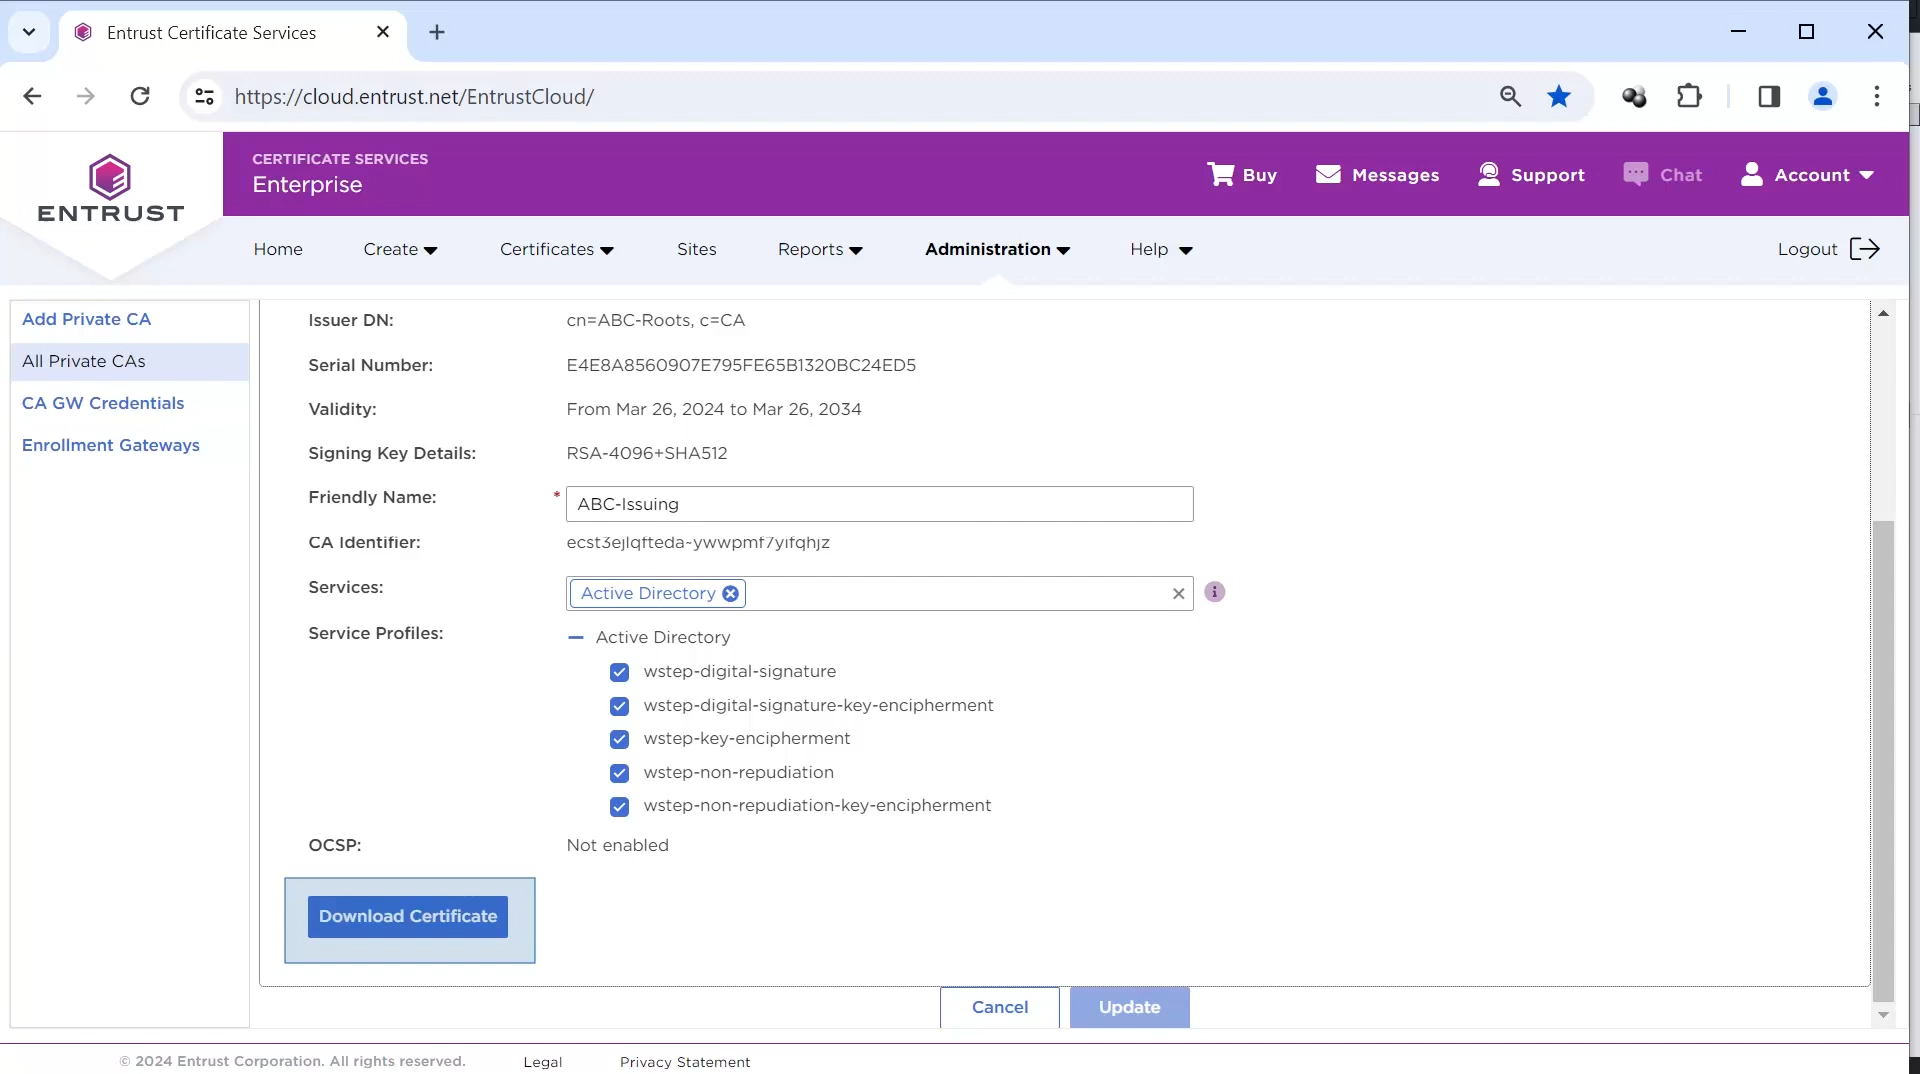 Entrust Certificate Services
https://cloud.entrust.net/EntrustCloud/
ENTRUST
CERTIFICATE SERVICES
Enterprise
Buy
Messages
Support
Chat
Account
Home
Create
Certificates
Sites
Reports
Administration
Help
Logout
Add Private CA
All Private CAs
CA GW Credentials
Enrollment Gateways
Issuer DN: cn=ABC-Roots, c=CA
Serial Number: E4E8A8560907E795FE65B1320BC24ED5
Validity: From Mar 26, 2024 to Mar 26, 2034
Signing Key Details: RSA-4096+SHA512
Friendly Name: * ABC-Issuing
CA Identifier: ecst3ejlqfteda~ywwpmf7yifqhjz
Services: Active Directory
Service Profiles: Active Directory
wstep-digital-signature
wstep-digital-signature-key-encipherment
wstep-key-encipherment
wstep-non-repudiation
wstep-non-repudiation-key-encipherment
OCSP: Not enabled
Download Certificate
Cancel
Update
© 2024 Entrust Corporation. All rights reserved. Legal Privacy Statement